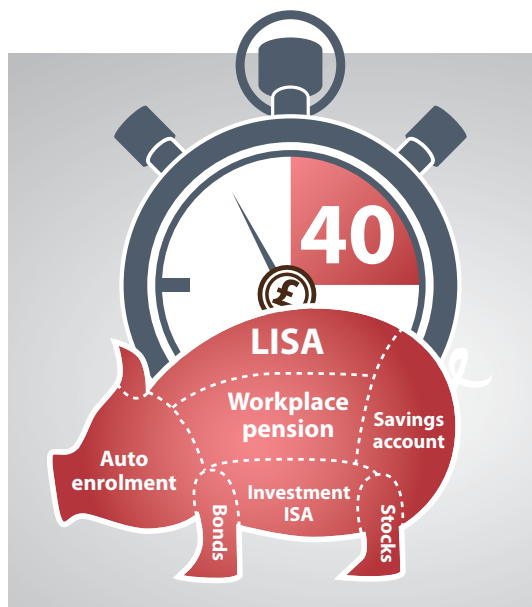 40
£
LISA
Workplace
pension
Savings
account
Auto
enrolment
Investment
ISA
Bonds
Stocks